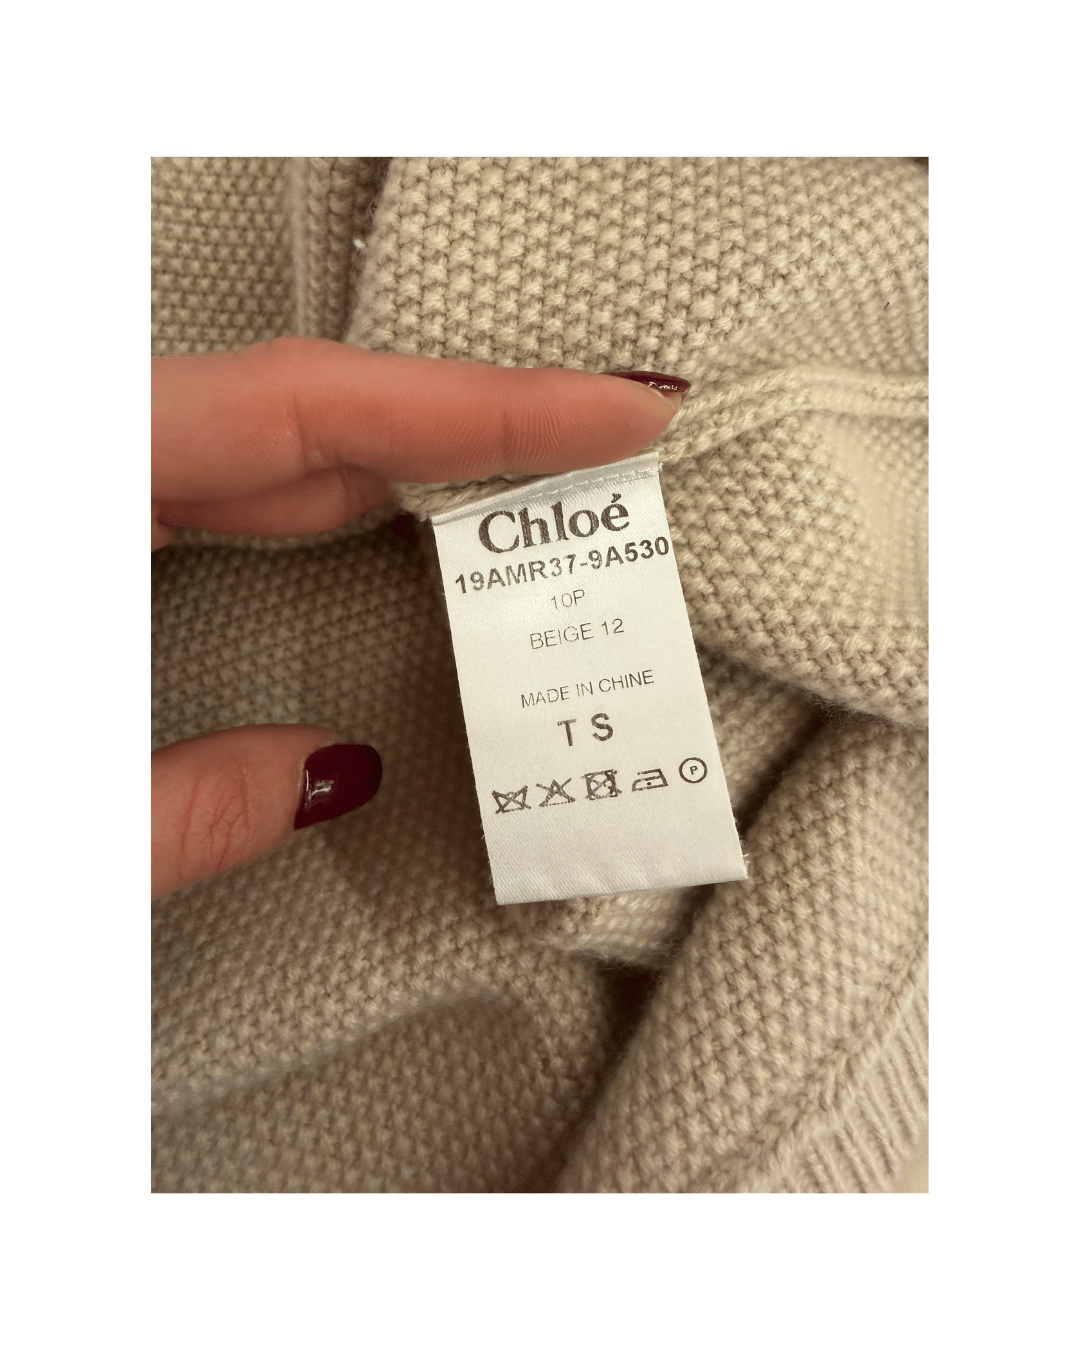 Chloé
19AMR37-9A530
10P
BEIGE 12
MADE IN CHINE
T S
P